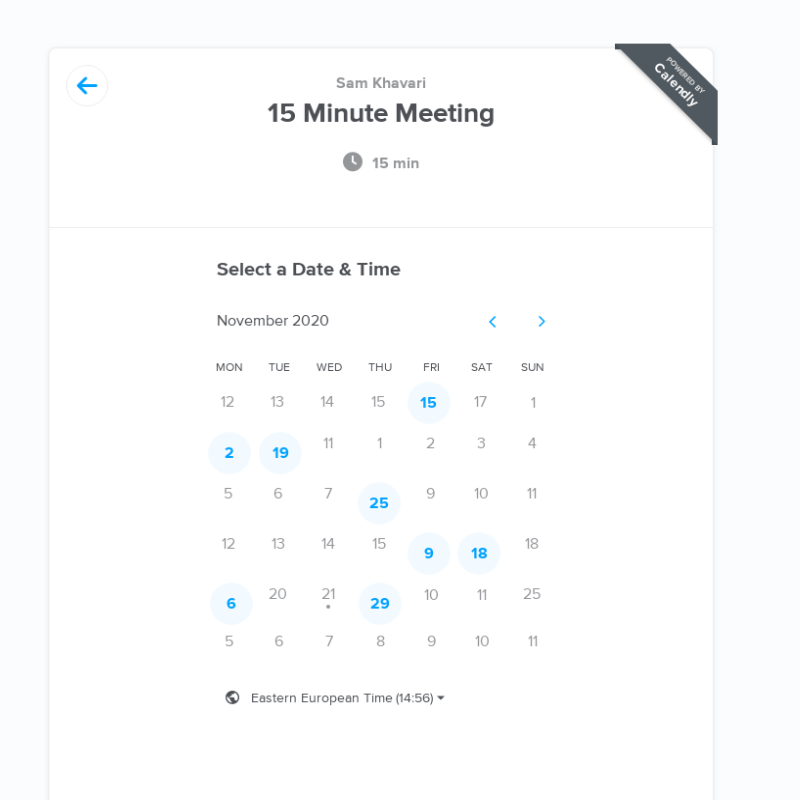 POWERED BY
Calendly
Sam Khavari
15 Minute Meeting
15 min
Select a Date & Time
November 2020
MON TUE WED THU FRI SAT SUN
12 13 14 15 15 17 1
2 19 11 1 2 3 4
5 6 7 25 9 10 11
12 13 14 15 9 18 18
6 20 21 29 10 11 25
5 6 7 8 9 10 11
Eastern European Time (14:56)